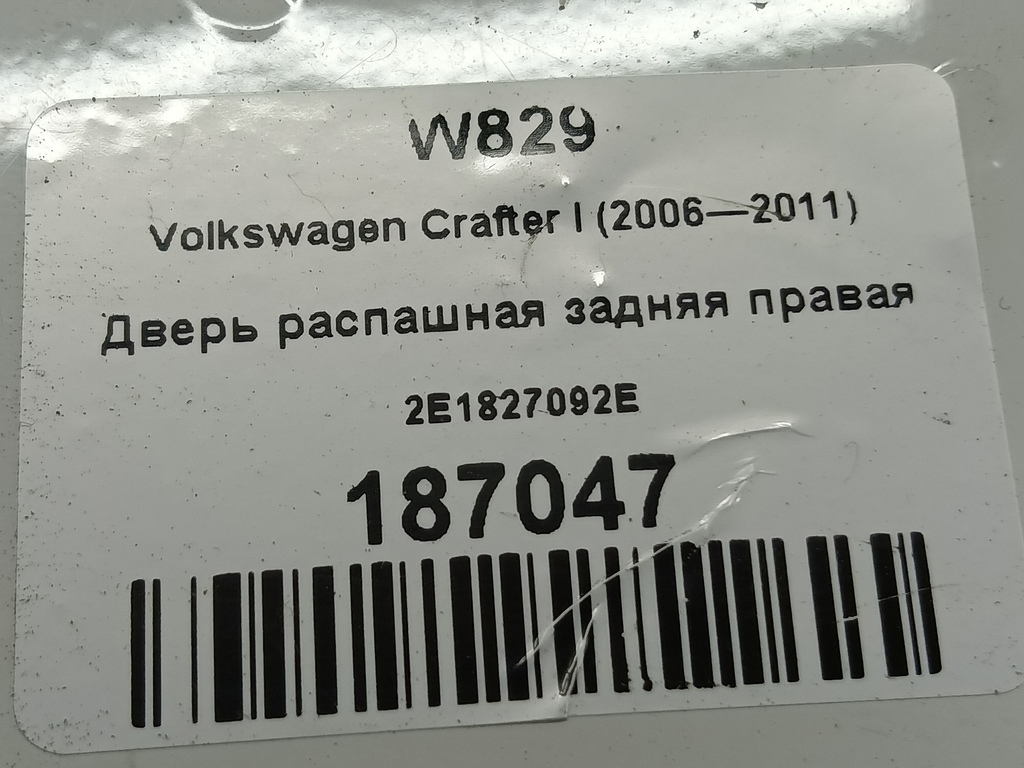 W829
Volkswagen Crafter I (2006—2011)
Дверь распашная задняя правая
2E1827092E
187047